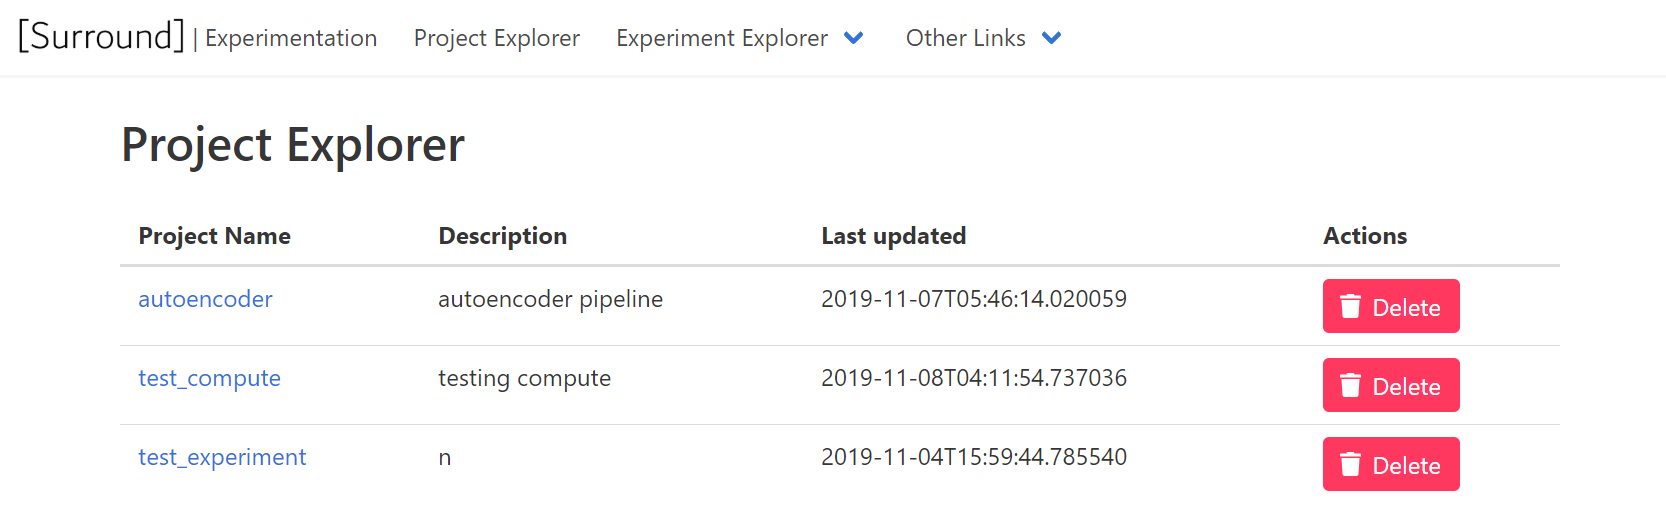 [Surround] | Experimentation Project Explorer Experiment Explorer Other Links
Project Explorer
Project Name Description Last updated Actions
autoencoder autoencoder pipeline 2019-11-07T05:46:14.020059 Delete
test_compute testing compute 2019-11-08T04:11:54.737036 Delete
test_experiment n 2019-11-04T15:59:44.785540 Delete